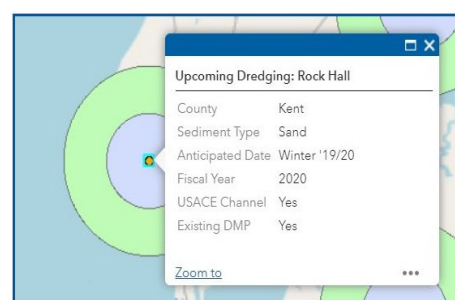 Upcoming Dredging: Rock Hall
County Kent
Sediment Type Sand
Anticipated Date Winter '19/20
Fiscal Year 2020
USACE Channel Yes
Existing DMP Yes
Zoom to